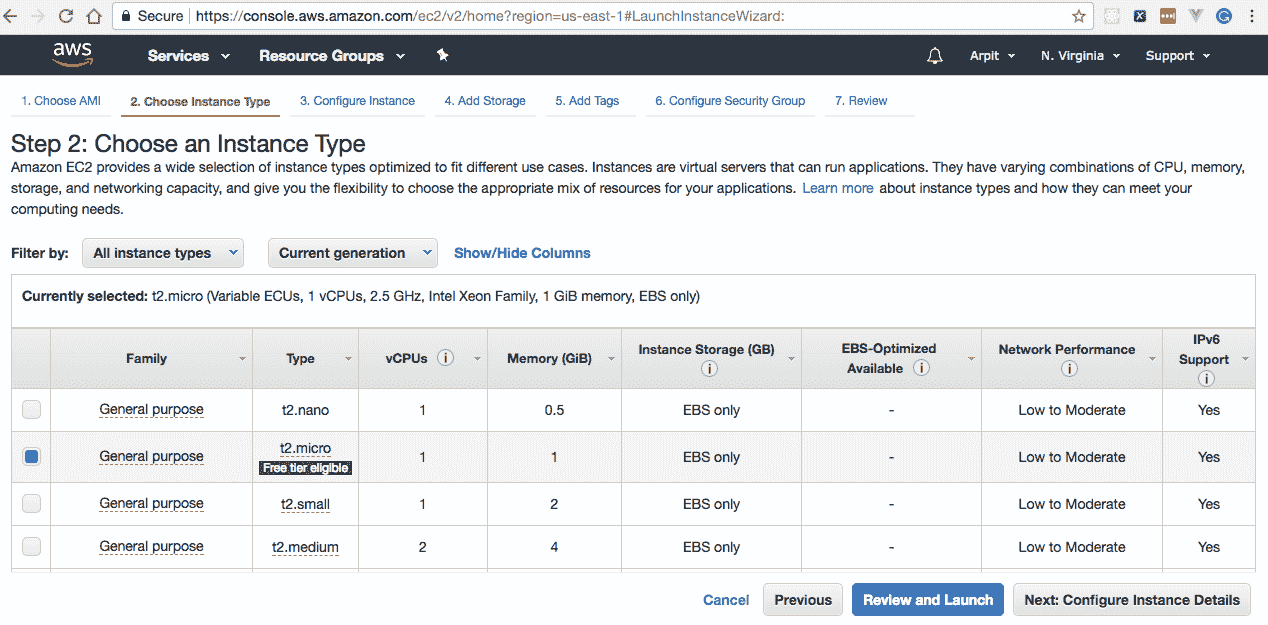 Secure https://console.aws.amazon.com/ec2/v2/home?region=us-east-1#LaunchInstanceWizard:
aws Services Resource Groups Arpit N. Virginia Support
1. Choose AMI 2. Choose Instance Type 3. Configure Instance 4. Add Storage 5. Add Tags 6. Configure Security Group 7. Review
Step 2: Choose an Instance Type
Amazon EC2 provides a wide selection of instance types optimized to fit different use cases. Instances are virtual servers that can run applications. They have varying combinations of CPU, memory,
storage, and networking capacity, and give you the flexibility to choose the appropriate mix of resources for your applications. Learn more about instance types and how they can meet your
computing needs.
Filter by: All instance types Current generation Show/Hide Columns
Currently selected: t2.micro (Variable ECUs, 1 vCPUs, 2.5 GHz, Intel Xeon Family, 1 GiB memory, EBS only)
Family Type vCPUs Memory (GiB) Instance Storage (GB) EBS-Optimized Available Network Performance IPv6 Support
General purpose t2.nano 1 0.5 EBS only - Low to Moderate Yes
General purpose t2.micro Free tier eligible 1 1 EBS only - Low to Moderate Yes
General purpose t2.small 1 2 EBS only - Low to Moderate Yes
General purpose t2.medium 2 4 EBS only - Low to Moderate Yes
Cancel Previous Review and Launch Next: Configure Instance Details